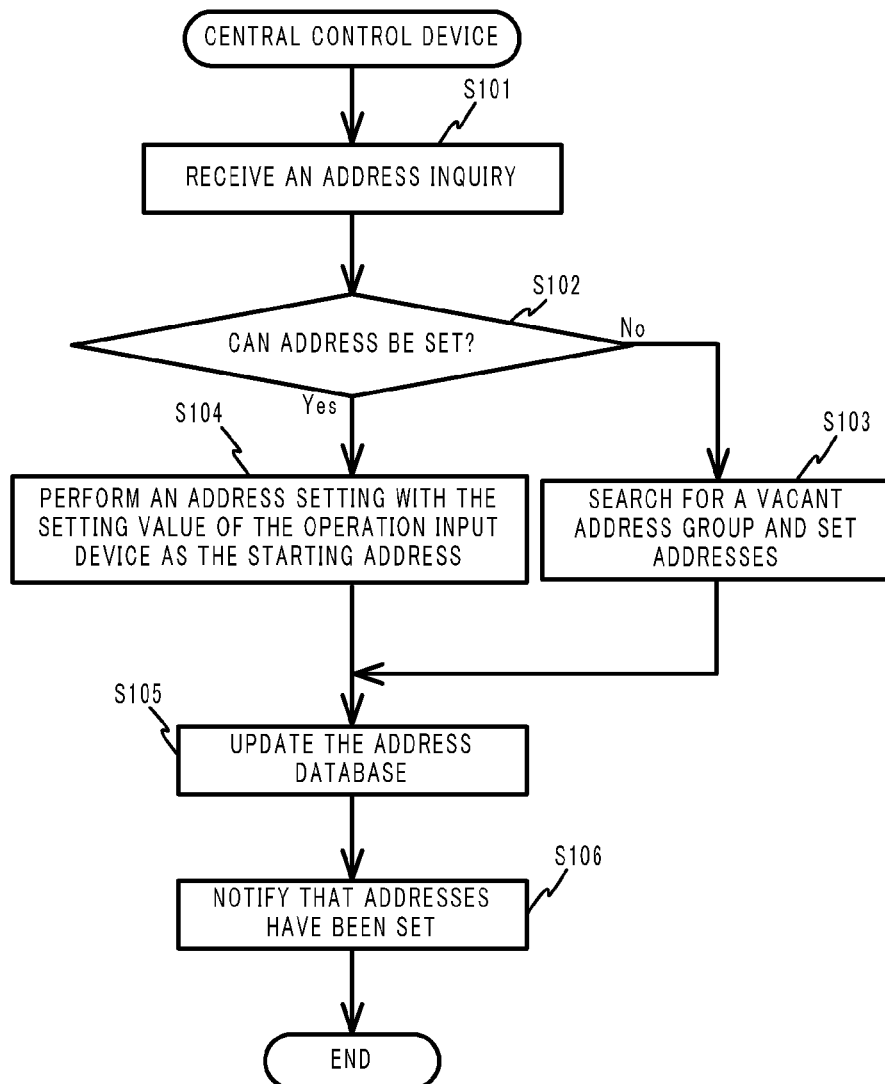 CENTRAL CONTROL DEVICE
S101
RECEIVE AN ADDRESS INQUIRY
S102
CAN ADDRESS BE SET?
No
Yes
S104
PERFORM AN ADDRESS SETTING WITH THE
SETTING VALUE OF THE OPERATION INPUT
DEVICE AS THE STARTING ADDRESS
S103
SEARCH FOR A VACANT
ADDRESS GROUP AND SET
ADDRESSES
S105
UPDATE THE ADDRESS
DATABASE
S106
NOTIFY THAT ADDRESSES
HAVE BEEN SET
END